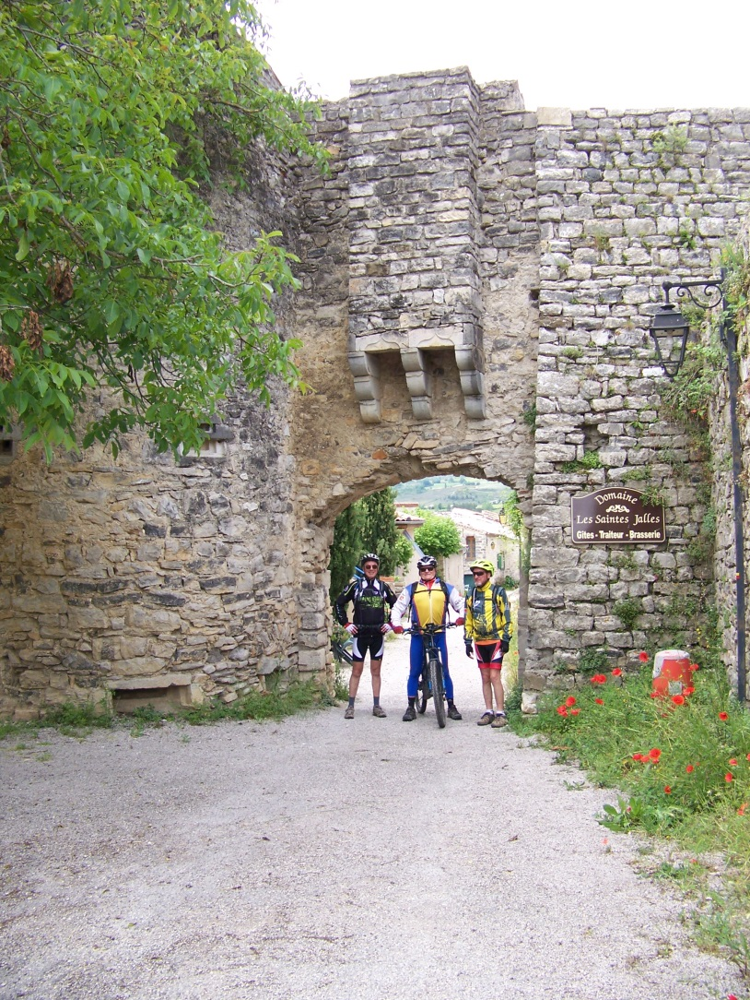 Domaine
Les Saintes Jalles
Gîtes - Traiteur - Brasserie